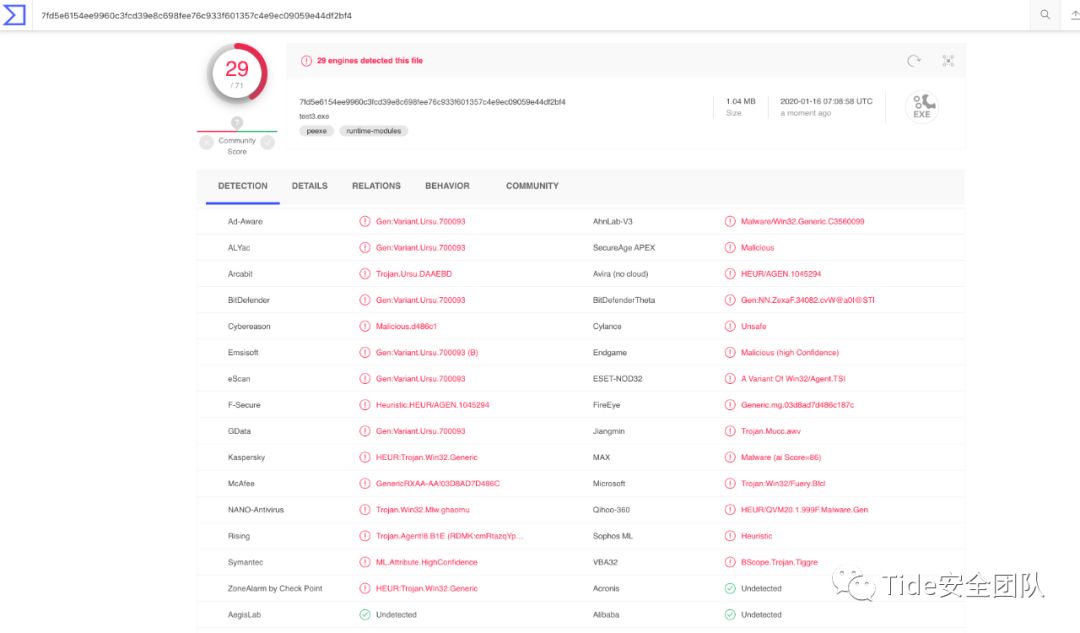 7fd5e6154ee9960c3fcd39e8c698fee76c933f601357c4e9ec09059e44df2bf4
29
/ 71
29 engines detected this file
7fd5e6154ee9960c3fcd39e8c698fee76c933f601357c4e9ec09059e44df2bf4
test3.exe
peexe runtime-modules
1.04 MB
Size
2020-01-16 07:08:58 UTC
a moment ago
EXE
?
Community
Score
DETECTION DETAILS RELATIONS BEHAVIOR COMMUNITY
Ad-Aware Gen:Variant.Ursu.700093 AhnLab-V3 Malware/Win32.Generic.C3560099
ALYac Gen:Variant.Ursu.700093 SecureAge APEX Malicious
Arcabit Trojan.Ursu.DAAEBD Avira (no cloud) HEUR/AGEN.1045294
BitDefender Gen:Variant.Ursu.700093 BitDefenderTheta Gen:NN.ZexaF.34082.cvW@a0I@STI
Cybereason Malicious.d486c1 Cylance Unsafe
Emsisoft Gen:Variant.Ursu.700093 (B) Endgame Malicious (high Confidence)
eScan Gen:Variant.Ursu.700093 ESET-NOD32 A Variant Of Win32/Agent.TSI
F-Secure Heuristic.HEUR/AGEN.1045294 FireEye Generic.mg.03d8ad7d486c187c
GData Gen:Variant.Ursu.700093 Jiangmin Trojan.Mucc.awv
Kaspersky HEUR:Trojan.Win32.Generic MAX Malware (ai Score=86)
McAfee GenericRXAA-AA!03D8AD7D486C Microsoft Trojan:Win32/Fuery.B!cl
NANO-Antivirus Trojan.Win32.Mlw.ghaomu Qihoo-360 HEUR/QVM20.1.999F.Malware.Gen
Rising Trojan.Agent!8.B1E (RDMK:cmRtazqYp... Sophos ML Heuristic
Symantec ML.Attribute.HighConfidence VBA32 BScope.Trojan.Tiggre
ZoneAlarm by Check Point HEUR:Trojan.Win32.Generic Acronis Undetected
AegisLab Undetected Alibaba Undetected
Tide安全团队